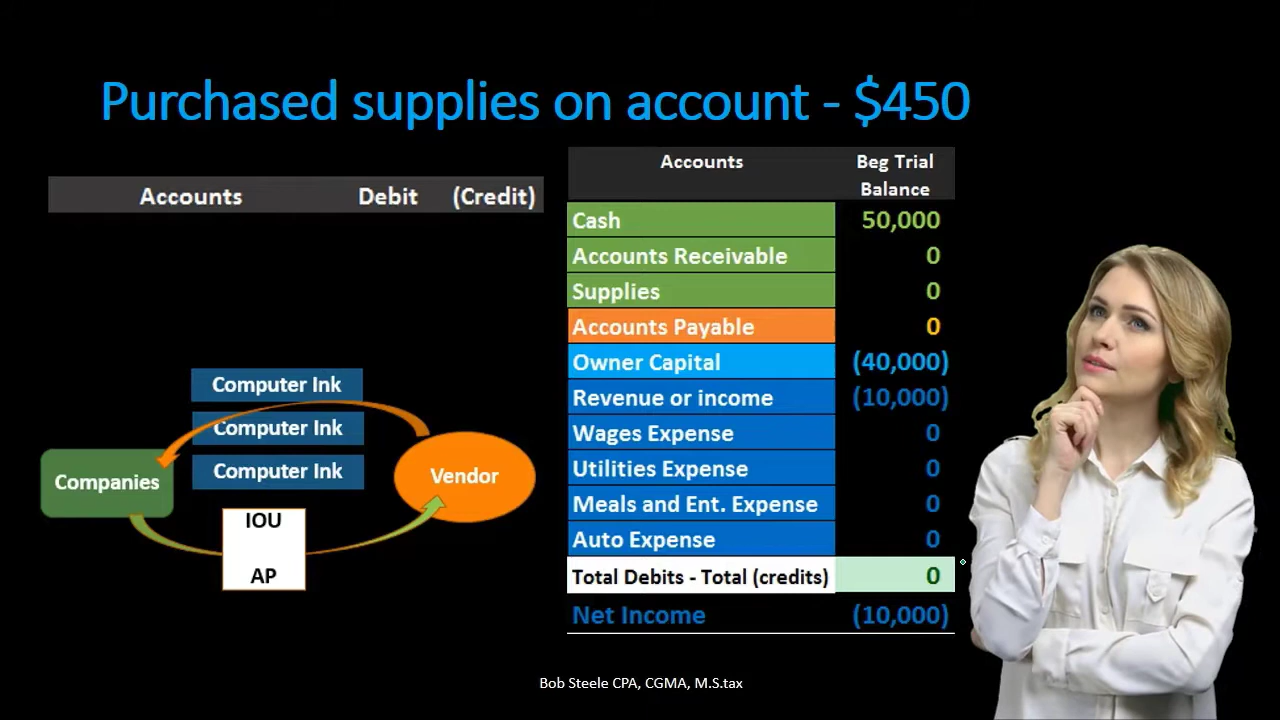 Purchased supplies on account - $450
Accounts Debit (Credit)
Computer Ink
Computer Ink
Computer Ink
Companies
Vendor
IOU
AP
Accounts Beg Trial Balance
Cash 50,000
Accounts Receivable 0
Supplies 0
Accounts Payable 0
Owner Capital (40,000)
Revenue or income (10,000)
Wages Expense 0
Utilities Expense 0
Meals and Ent. Expense 0
Auto Expense 0
Total Debits - Total (credits) 0
Net Income (10,000)
Bob Steele CPA, CGMA, M.S.tax